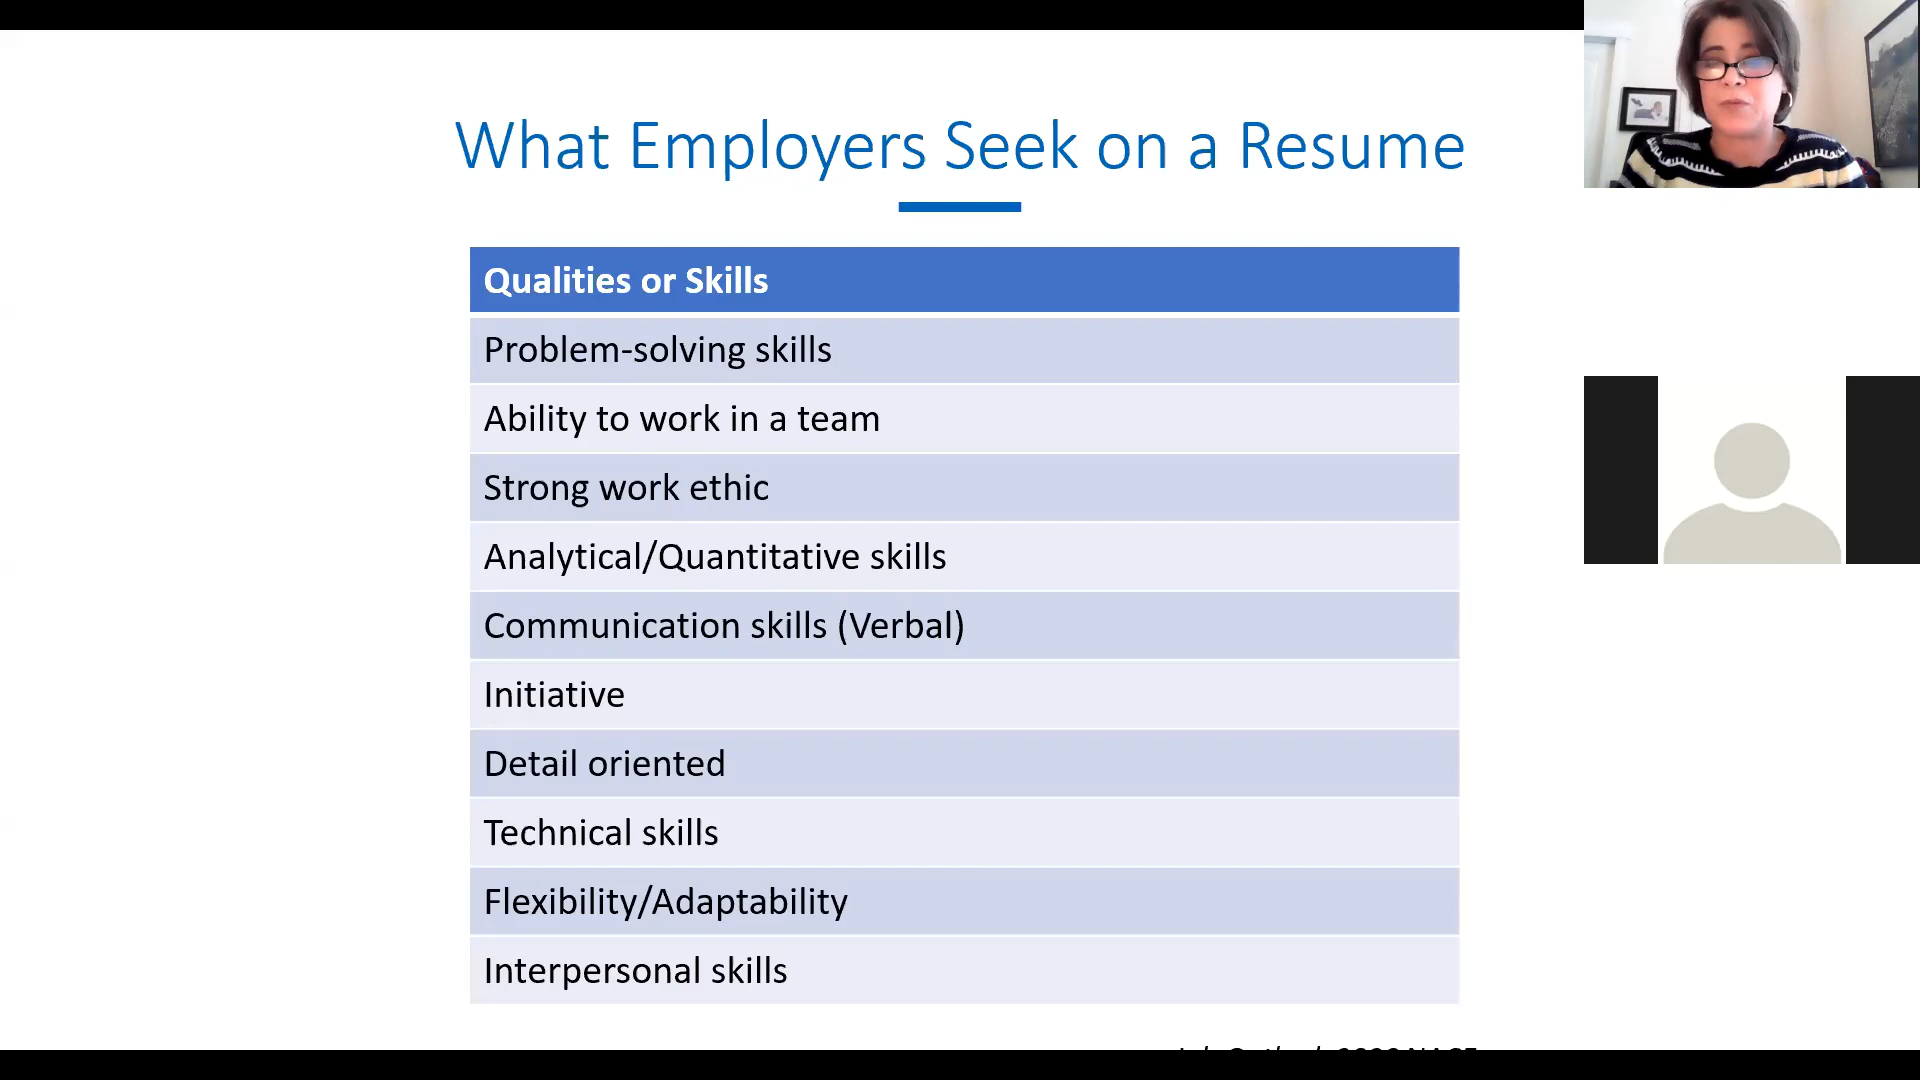 What Employers Seek on a Resume
Qualities or Skills
Problem-solving skills
Ability to work in a team
Strong work ethic
Analytical/Quantitative skills
Communication skills (Verbal)
Initiative
Detail oriented
Technical skills
Flexibility/Adaptability
Interpersonal skills